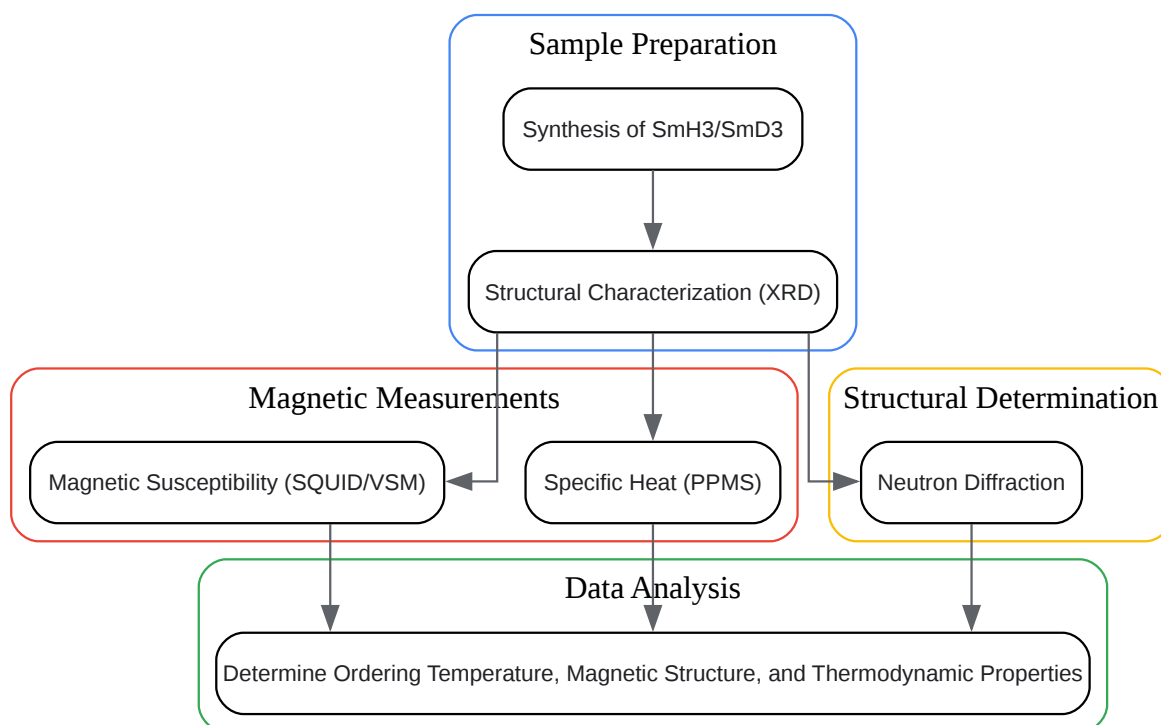 Sample Preparation
Synthesis of SmH3/SmD3
Structural Characterization (XRD)
Magnetic Measurements
Structural Determination
Magnetic Susceptibility (SQUID/VSM)
Specific Heat (PPMS)
Neutron Diffraction
Data Analysis
Determine Ordering Temperature, Magnetic Structure, and Thermodynamic Properties